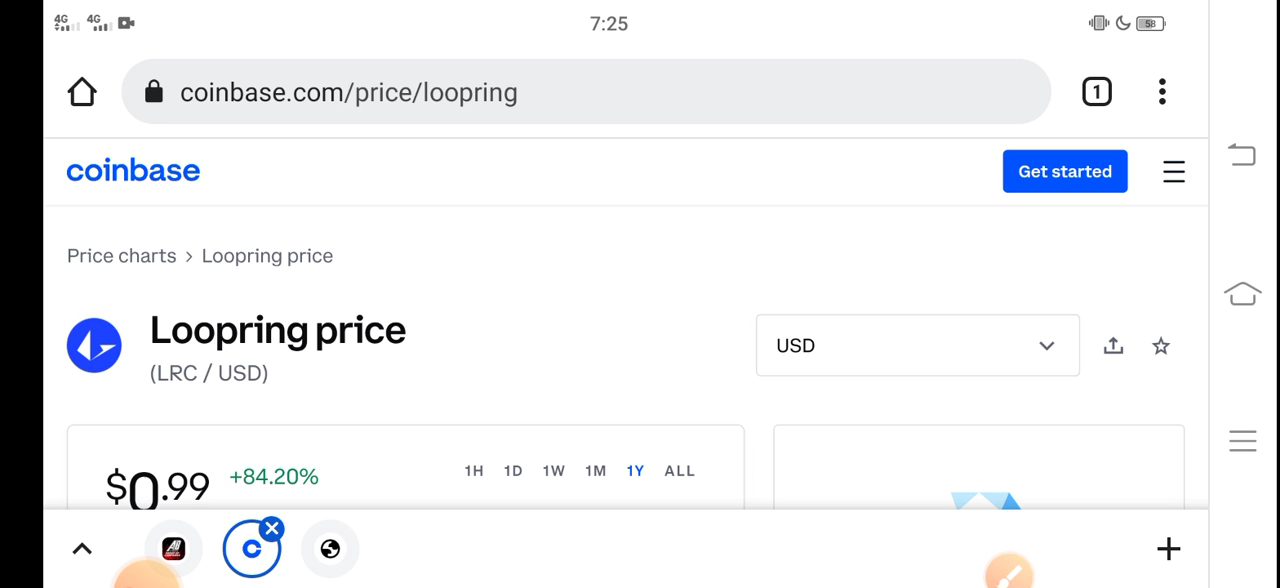 4G 4G 7:25 58
coinbase.com/price/loopring 1
coinbase Get started
Price charts > Loopring price
Loopring price
(LRC / USD)
USD
$0.99 +84.20% 1H 1D 1W 1M 1Y ALL